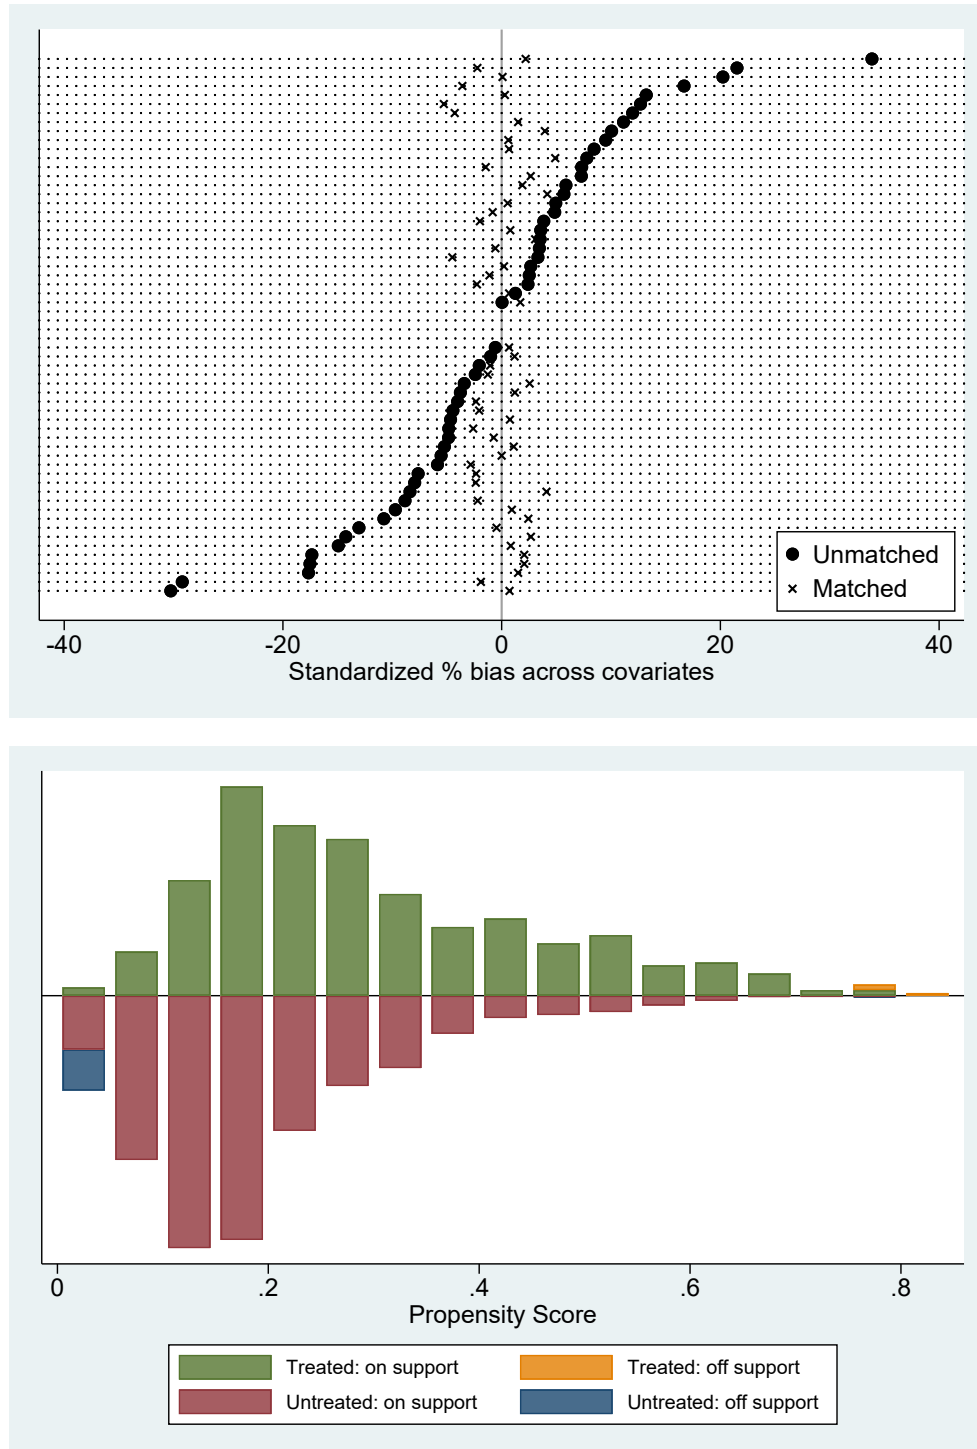 Unmatched
Matched
-40 -20 0 20 40
Standardized % bias across covariates
0 .2 .4 .6 .8
Propensity Score
Treated: on support Treated: off support
Untreated: on support Untreated: off support